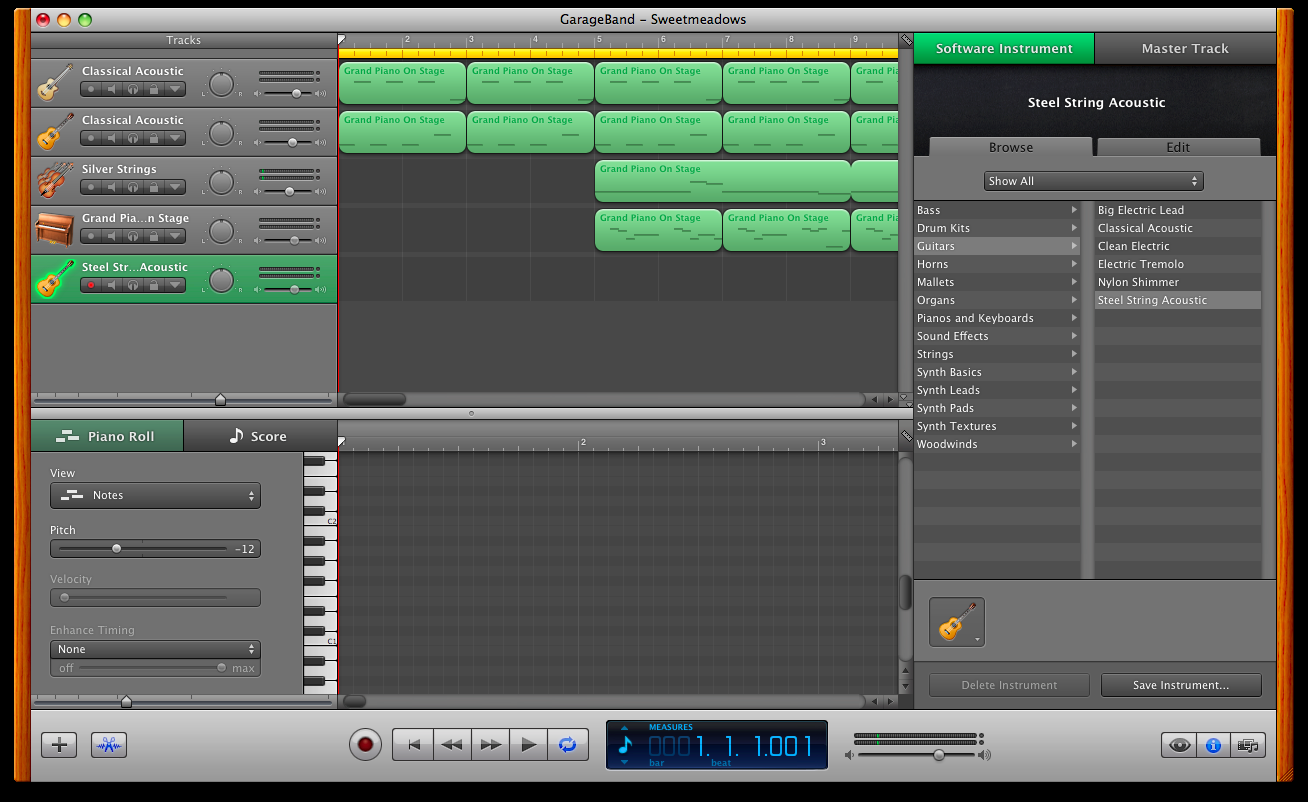 GarageBand – Sweetmeadows
Tracks
2 3 4 5 6 7 8 9
Software Instrument
Master Track
Classical Acoustic
L R
Grand Piano On Stage Grand Piano On Stage Grand Piano On Stage Grand Piano On Stage Grand Pi
Classical Acoustic
L R
Grand Piano On Stage Grand Piano On Stage Grand Piano On Stage Grand Piano On Stage Grand Pi
Silver Strings
L R
Grand Piano On Stage
Grand Pia...n Stage
L R
Grand Piano On Stage Grand Piano On Stage Grand Pi
Steel Str...Acoustic
L R
Steel String Acoustic
Browse
Edit
Show All
Bass
Drum Kits
Guitars
Horns
Mallets
Organs
Pianos and Keyboards
Sound Effects
Strings
Synth Basics
Synth Leads
Synth Pads
Synth Textures
Woodwinds
Big Electric Lead
Classical Acoustic
Clean Electric
Electric Tremolo
Nylon Shimmer
Steel String Acoustic
Piano Roll
Score
2 3
View
Notes
Pitch
-12
Velocity
Enhance Timing
None
off max
C2
C1
Delete Instrument
Save Instrument...
MEASURES
1. 1. 1.001
bar beat